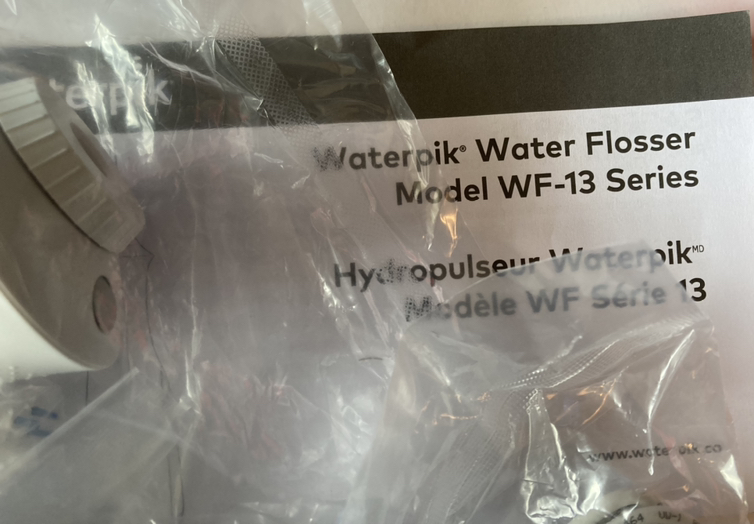 Waterpik® Water Flosser
Model WF-13 Series
Hydropulseur Waterpik MD
Modèle WF Série 13